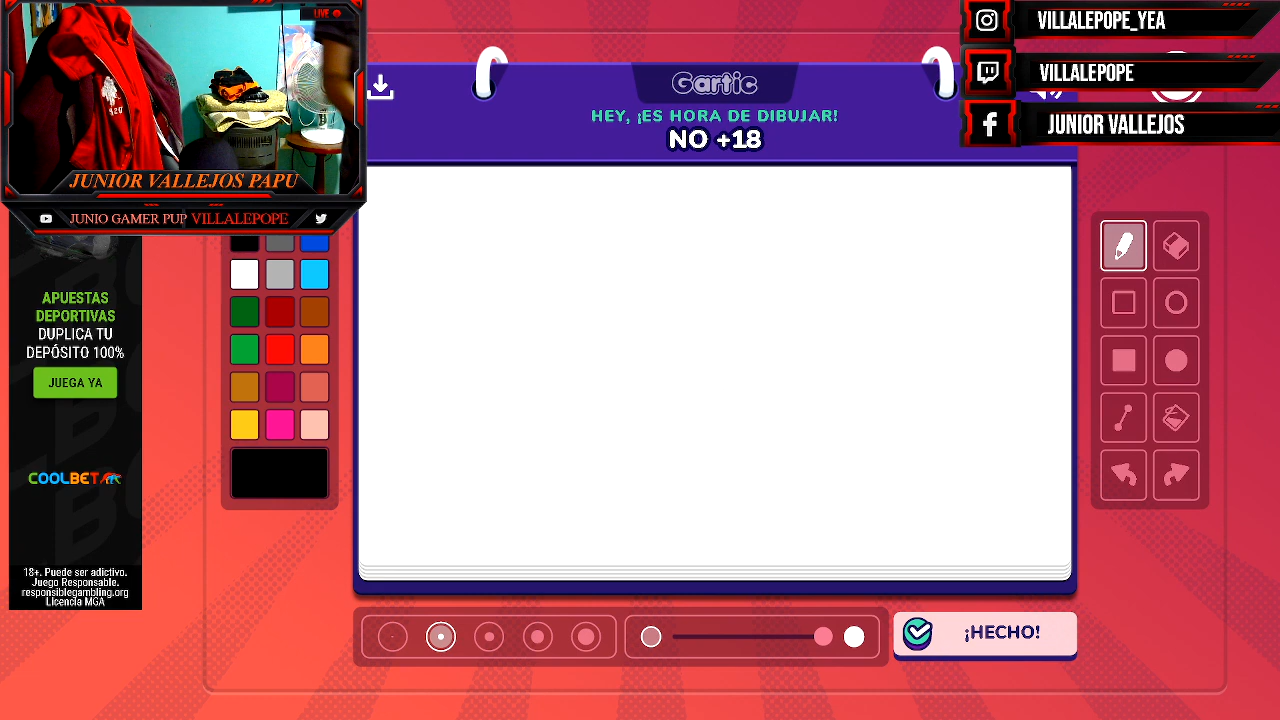 LIVE
JUNIOR VALLEJOS PAPU
JUNIO GAMER PUP VILLALEPOPE
Gartic
HEY, ¡ES HORA DE DIBUJAR!
NO +18
VILLALEPOPE_YEA
VILLALEPOPE
JUNIOR VALLEJOS
APUESTAS
DEPORTIVAS
DUPLICA TU
DEPÓSITO 100%
JUEGA YA
COOLBET
18+. Puede ser adictivo.
Juego Responsable.
responsiblegambling.org
Licencia MGA
¡HECHO!